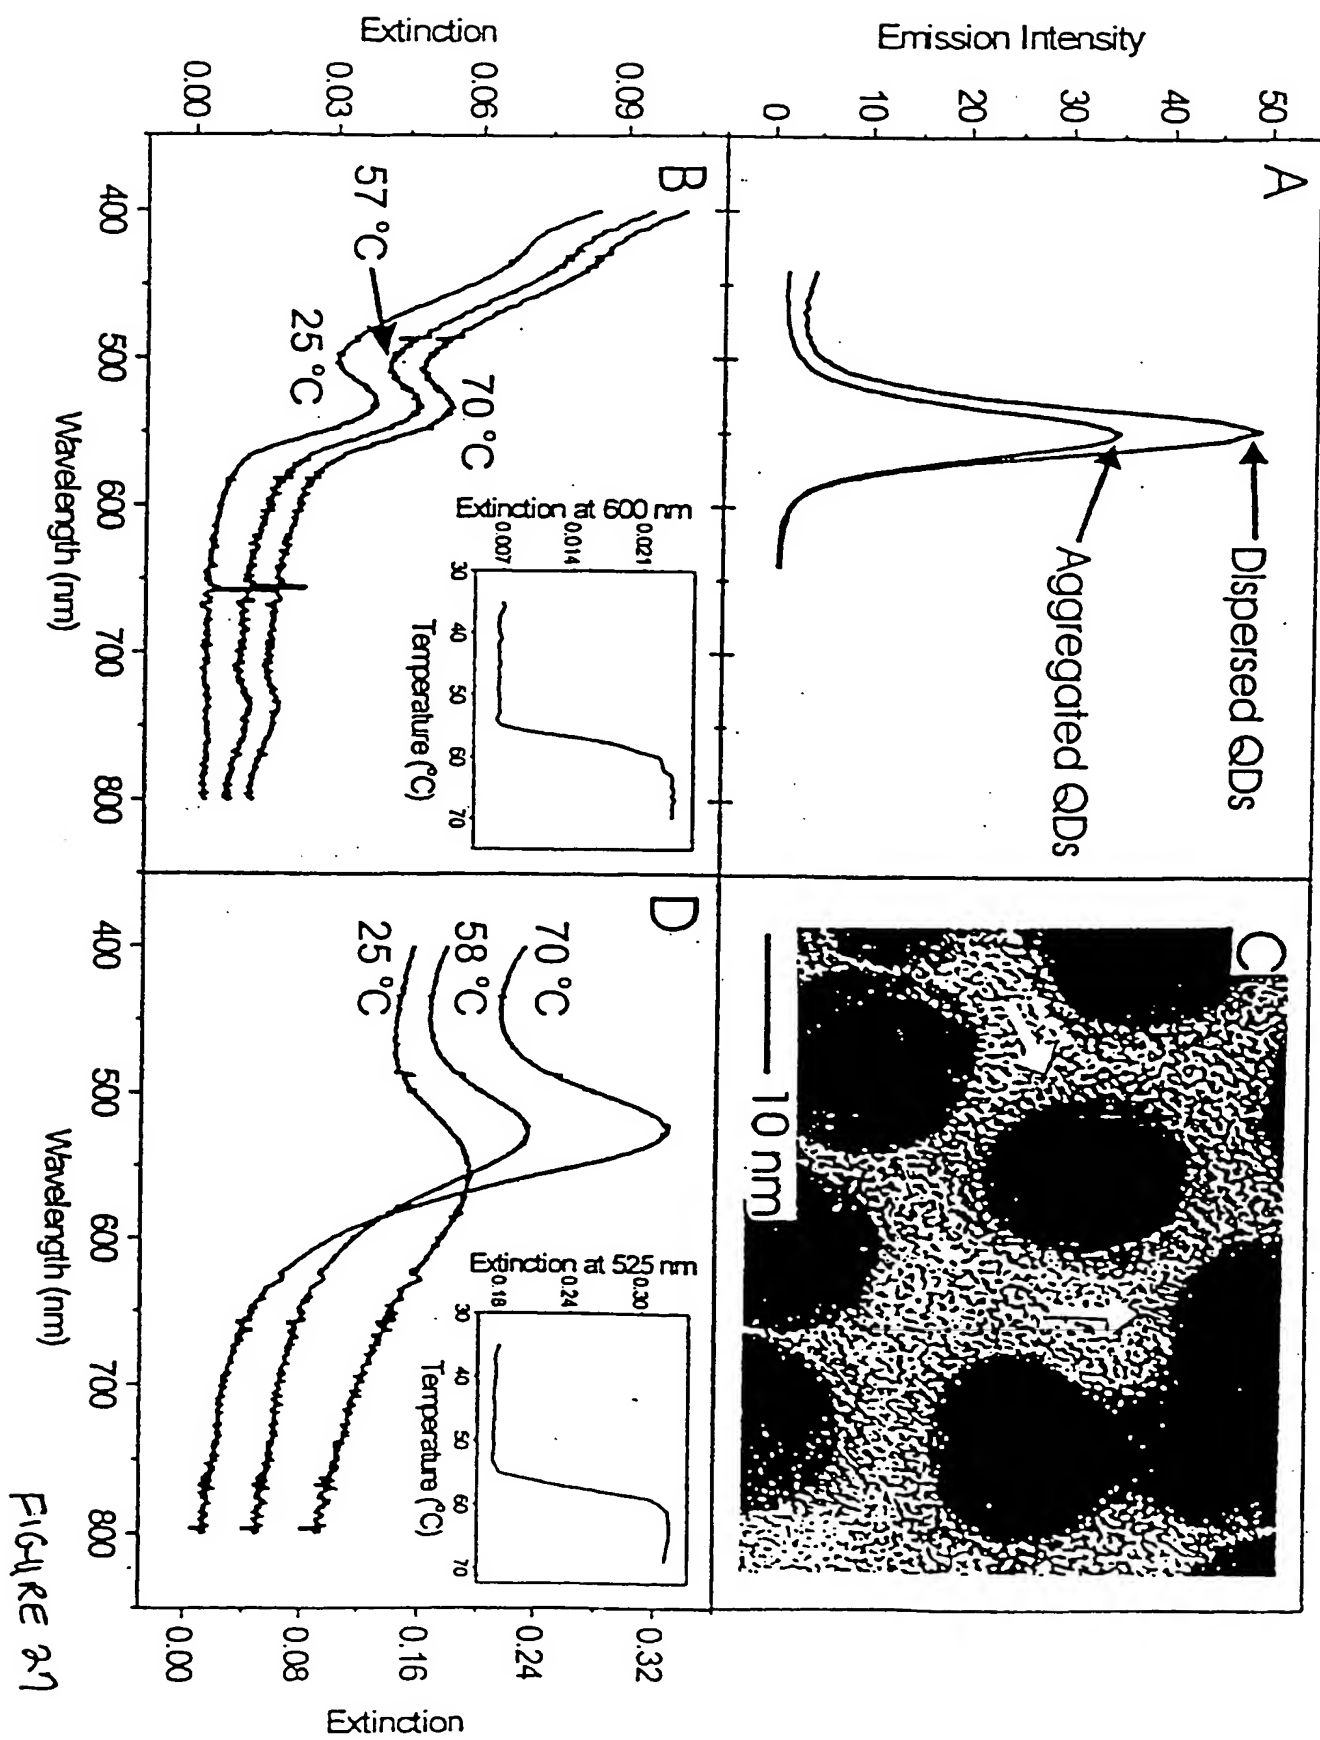 A
Emission Intensity
50
40
30
20
10
0
Dispersed QDs
Aggregated QDs
C
10 nm
B
Extinction
0.09
0.06
0.03
0.00
57 °C
25 °C
70 °C
Extinction at 600 nm
0.021
0.014
0.007
30
40
50
60
70
Temperature (°C)
400
500
600
700
800
Wavelength (nm)
D
70 °C
58 °C
25 °C
Extinction at 525 nm
0.30
0.24
0.18
30
40
50
60
70
Temperature (°C)
0.32
0.24
0.16
0.08
0.00
Extinction
400
500
600
700
800
Wavelength (nm)
FIGURE 27